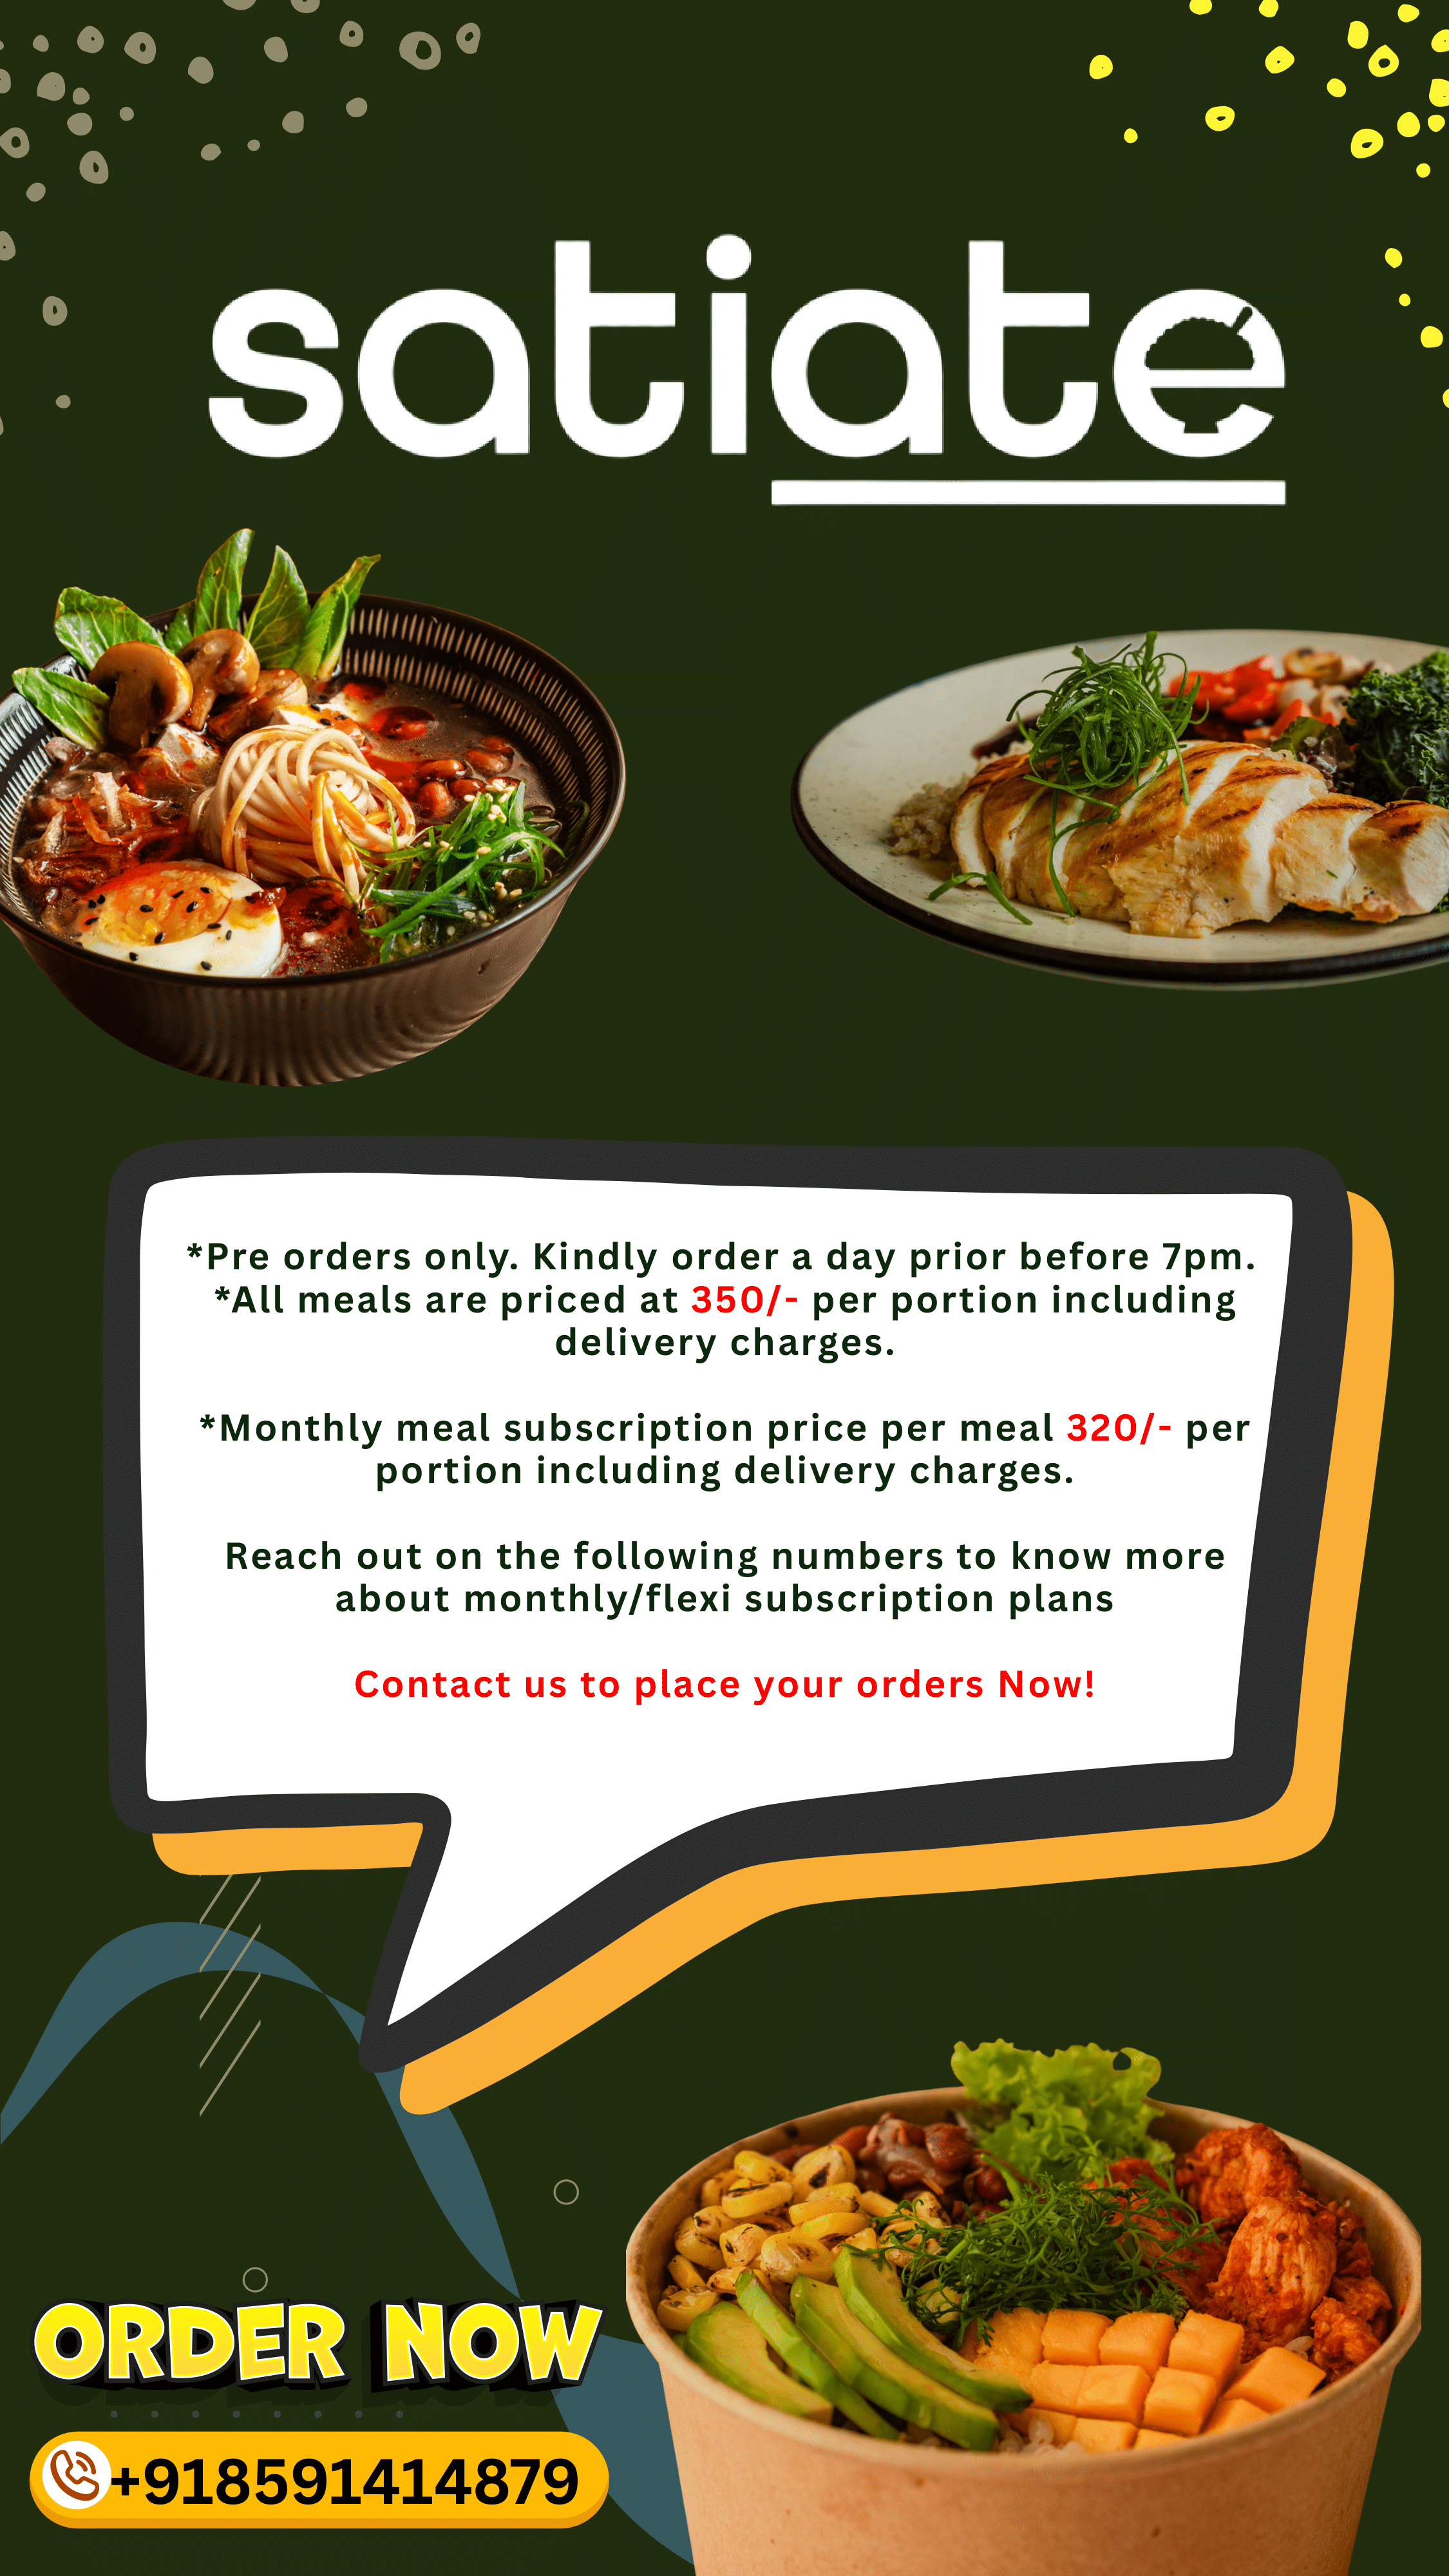 satiate
*Pre orders only. Kindly order a day prior before 7pm.
*All meals are priced at 350/- per portion including
delivery charges.
*Monthly meal subscription price per meal 320/- per
portion including delivery charges.
Reach out on the following numbers to know more
about monthly/flexi subscription plans
Contact us to place your orders Now!
ORDER NOW
+918591414879